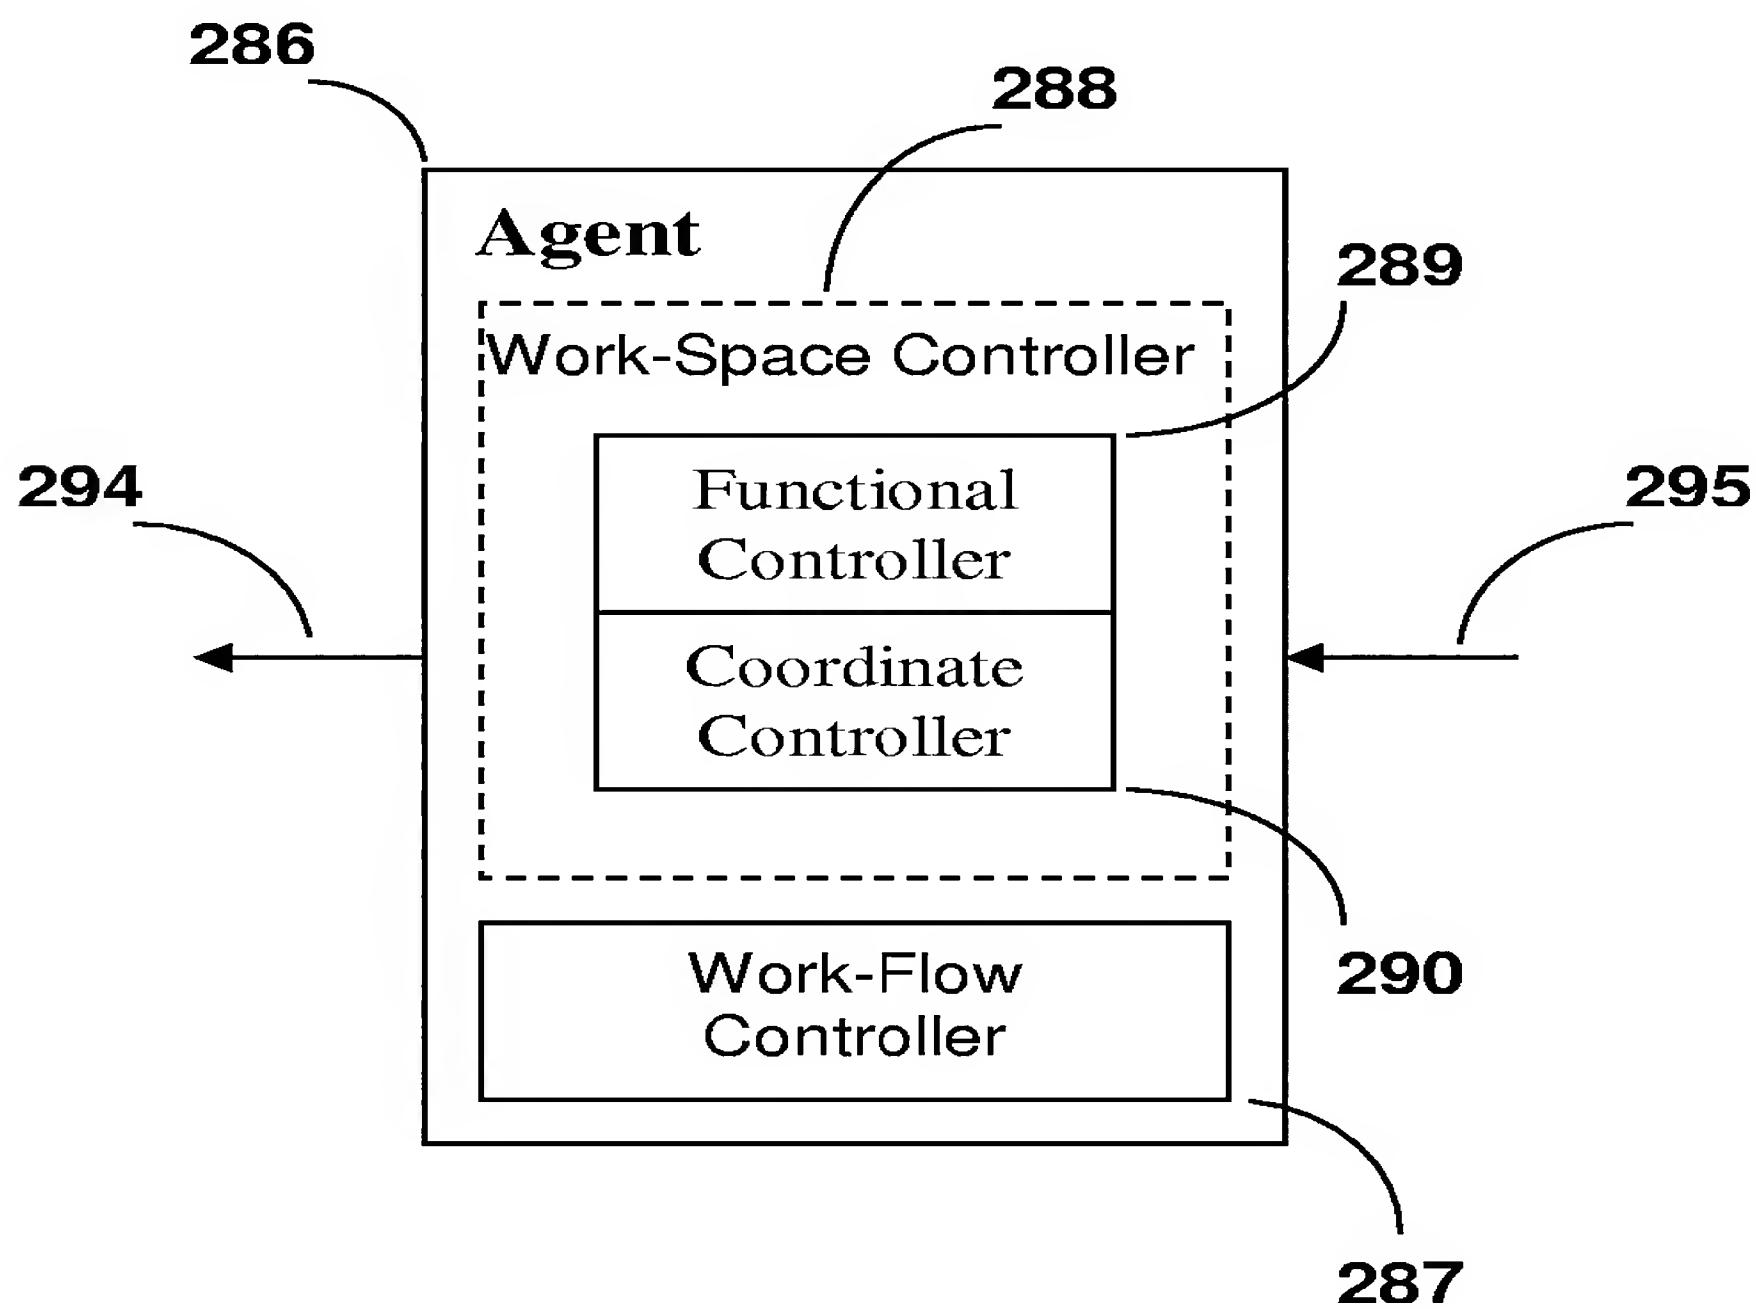 286
288
Agent
289
Work-Space Controller
294
Functional
Controller
295
Coordinate
Controller
290
Work-Flow
Controller
287